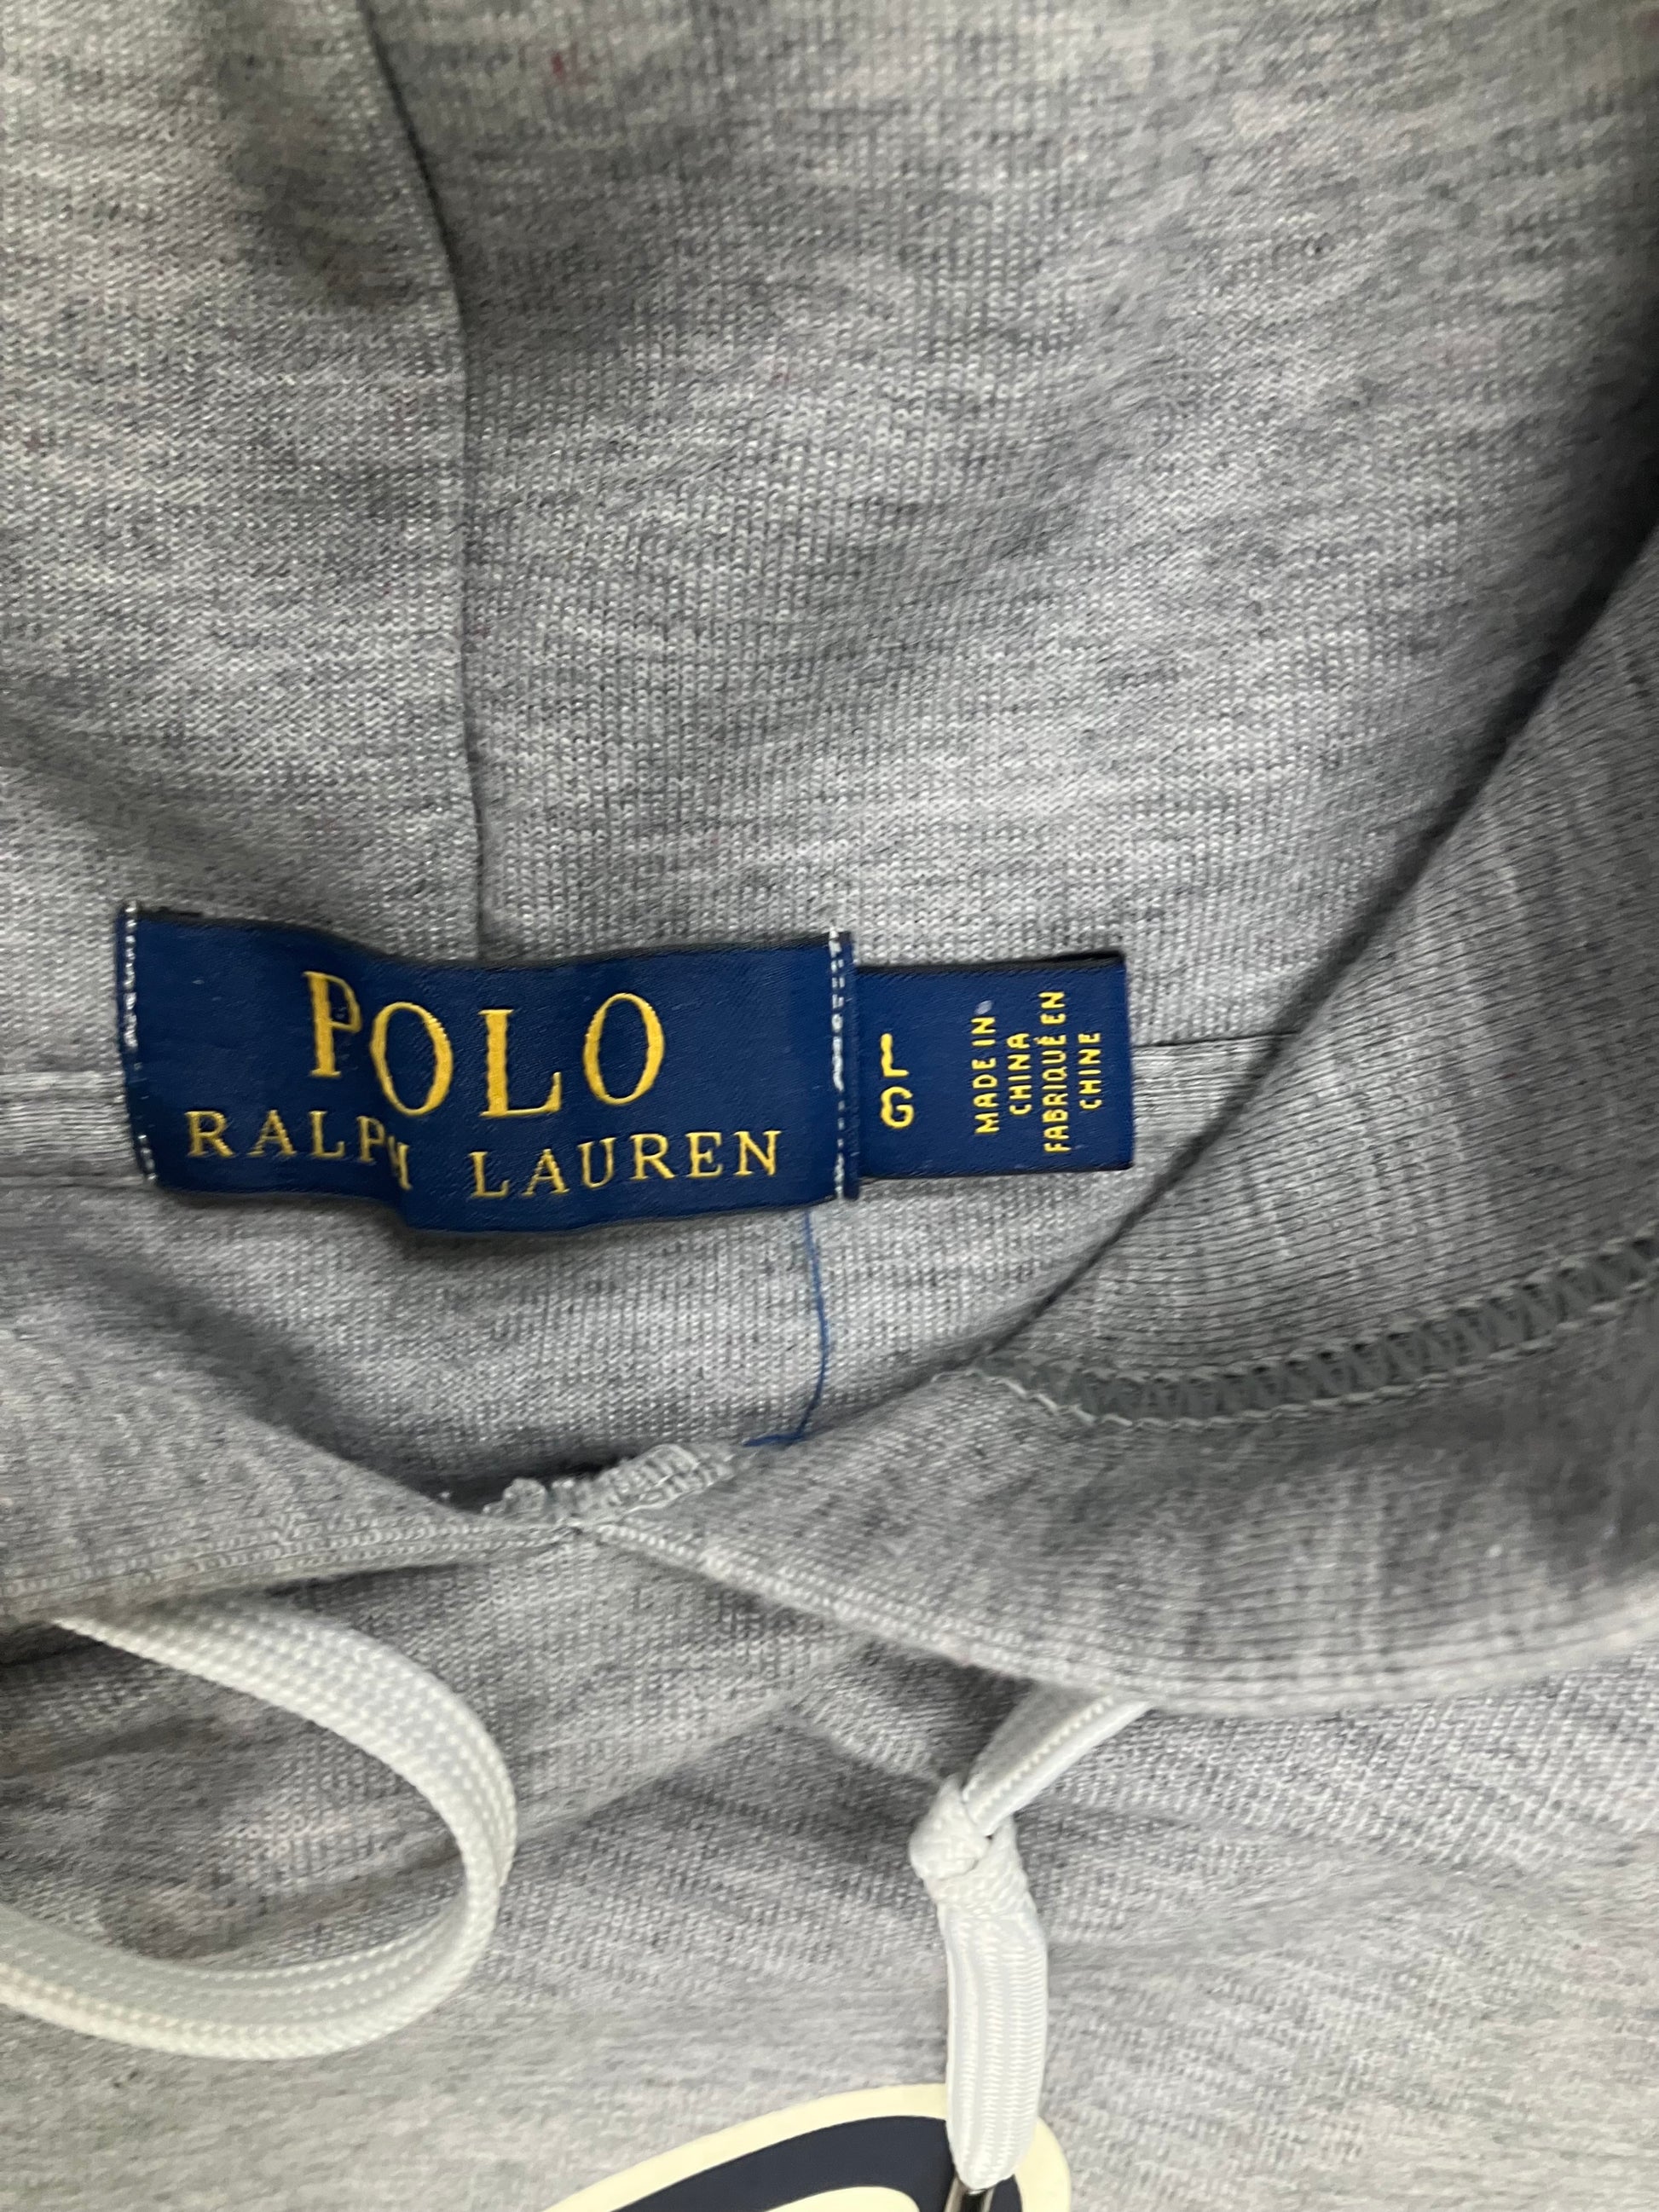 POLO
RALPH LAUREN
L
G
MADE IN
CHINA
FABRIQUÉ EN
CHINE